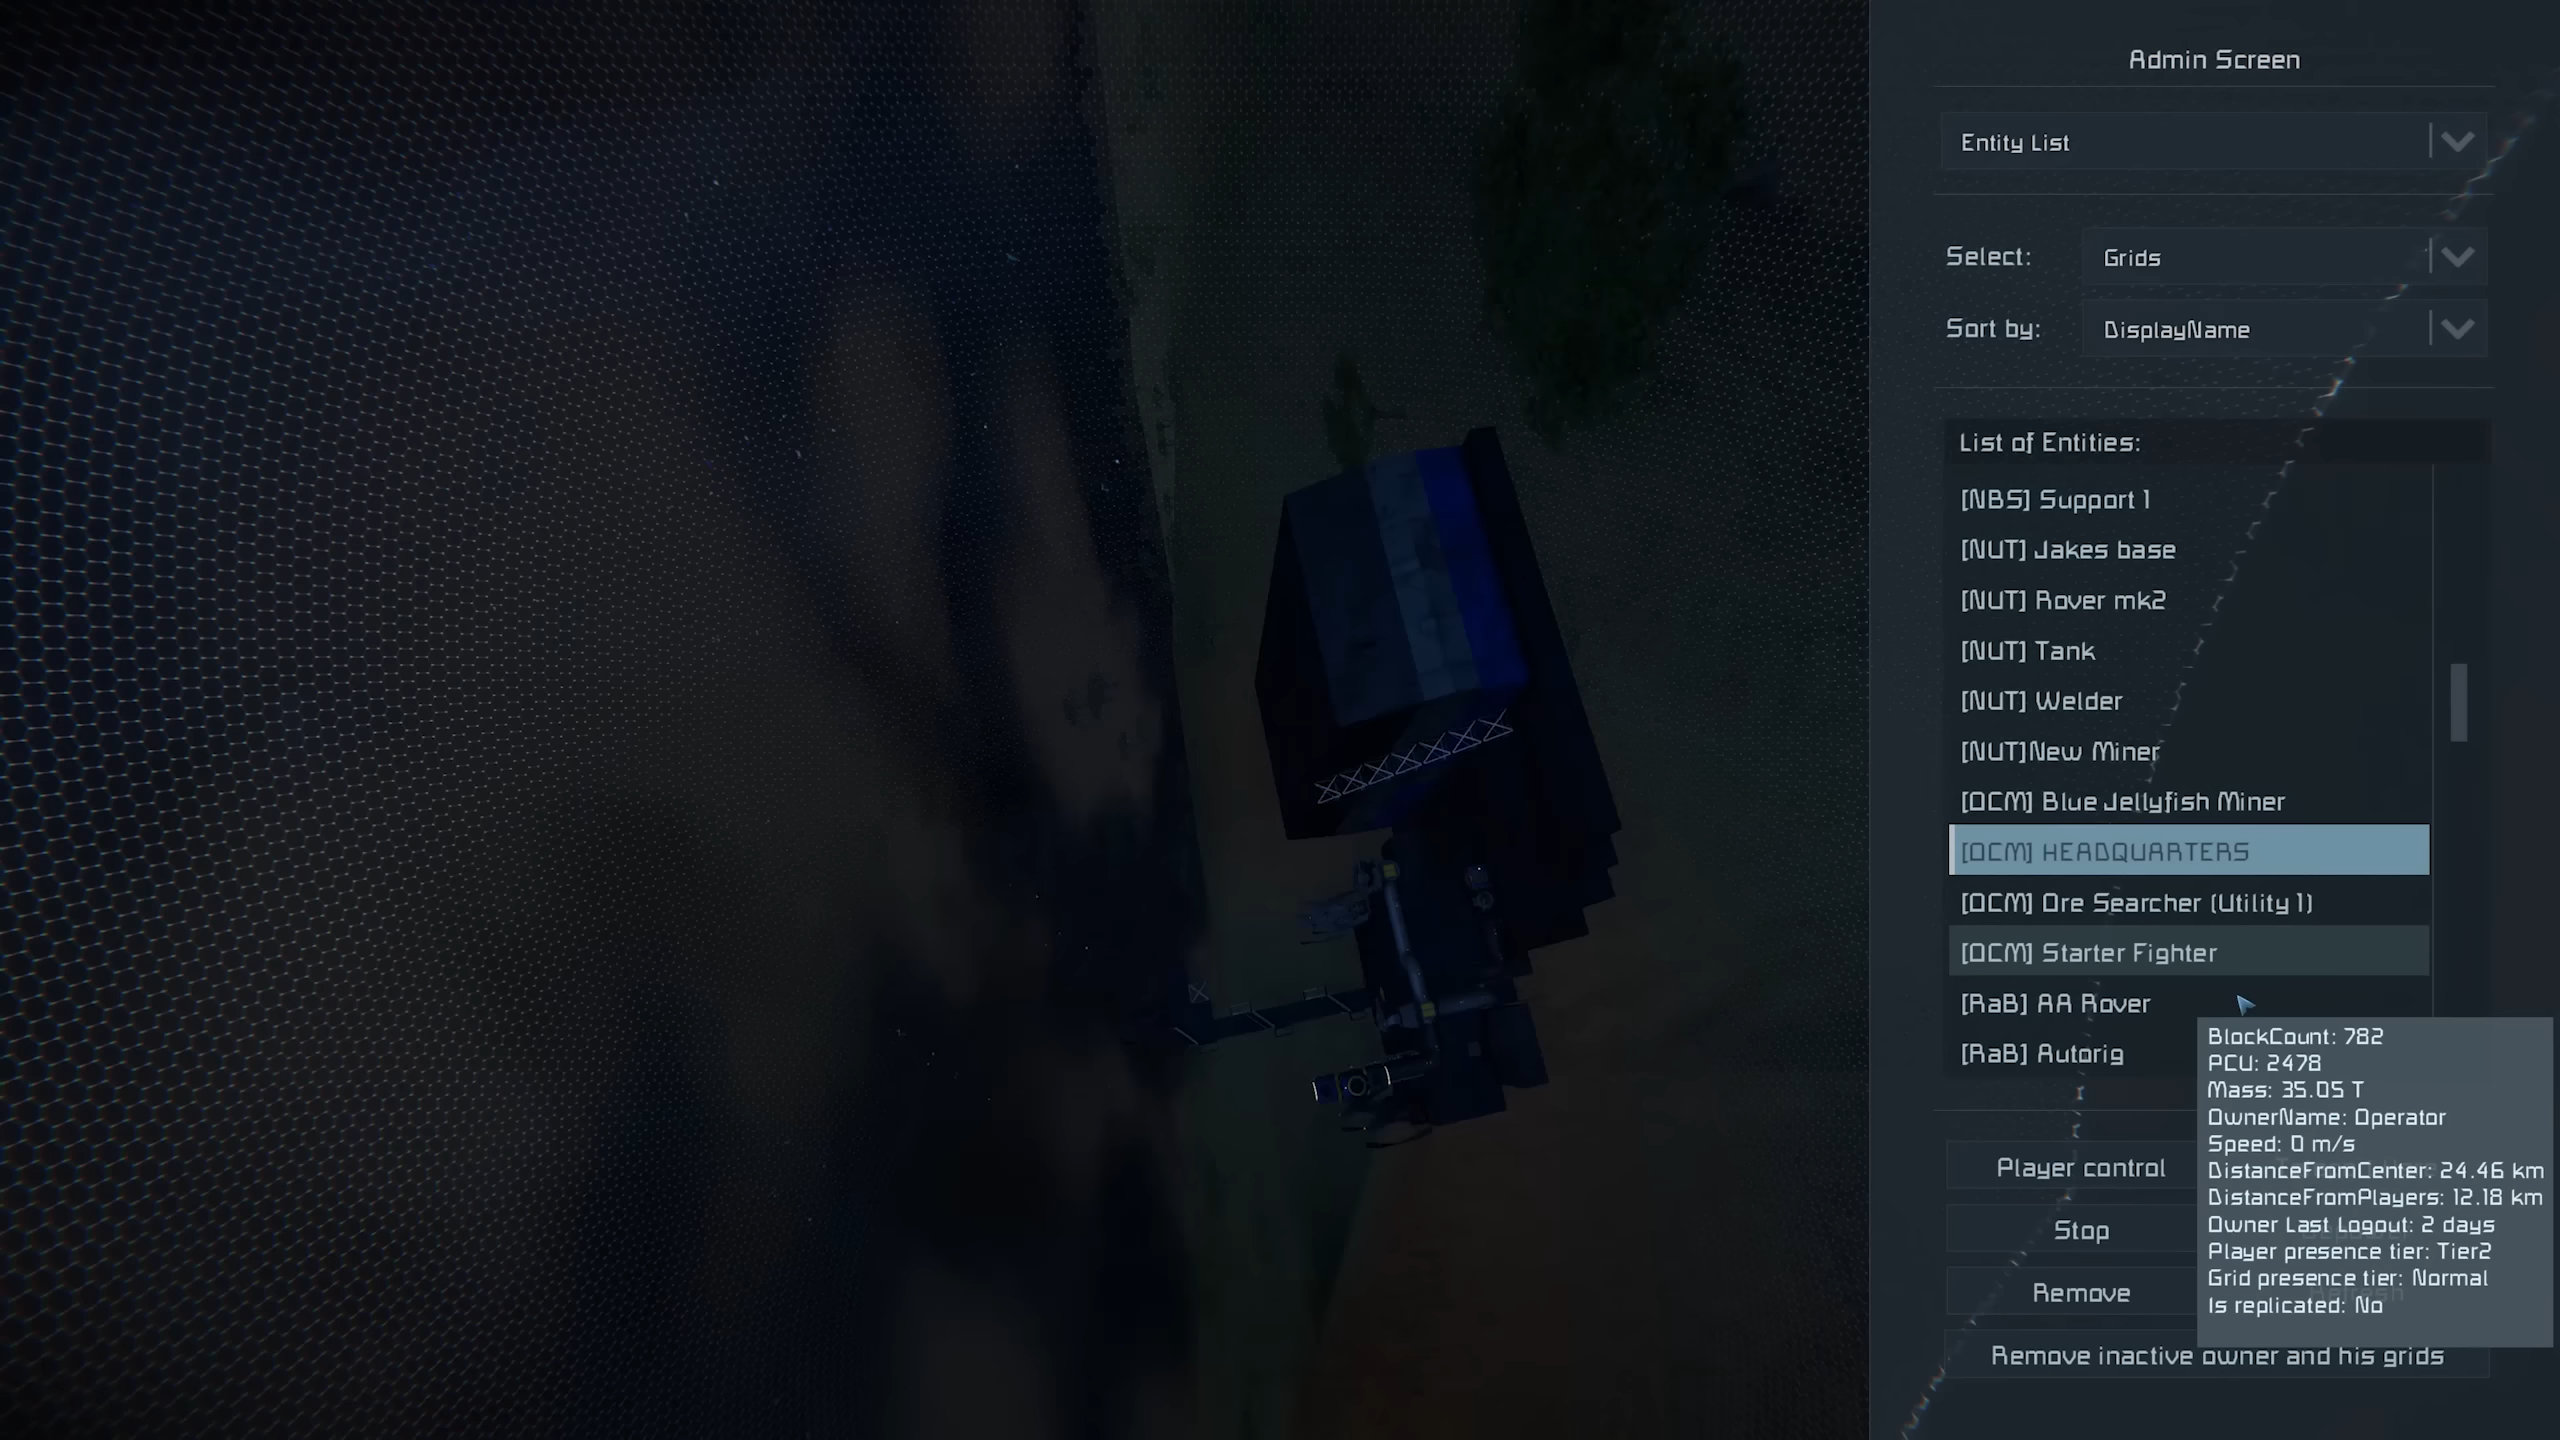 Admin Screen
Entity List
Select: Grids
Sort by: DisplayName
List of Entities:
[NBS] Support 1
[NUT] Jakes base
[NUT] Rover mk2
[NUT] Tank
[NUT] Welder
[NUT]New Miner
[OCM] Blue Jellyfish Miner
[OCM] HEADQUARTERS
[OCM] Ore Searcher (Utility 1)
[OCM] Starter Fighter
[RaB] AA Rover
[RaB] Autorig
BlockCount: 782
PCU: 2478
Mass: 35.05 T
OwnerName: Operator
Speed: 0 m/s
DistanceFromCenter: 24.46 km
DistanceFromPlayers: 12.18 km
Owner Last Logout: 2 days
Player presence tier: Tier2
Grid presence tier: Normal
Is replicated: No
Player control
Stop
Remove
Refresh
Remove inactive owner and his grids